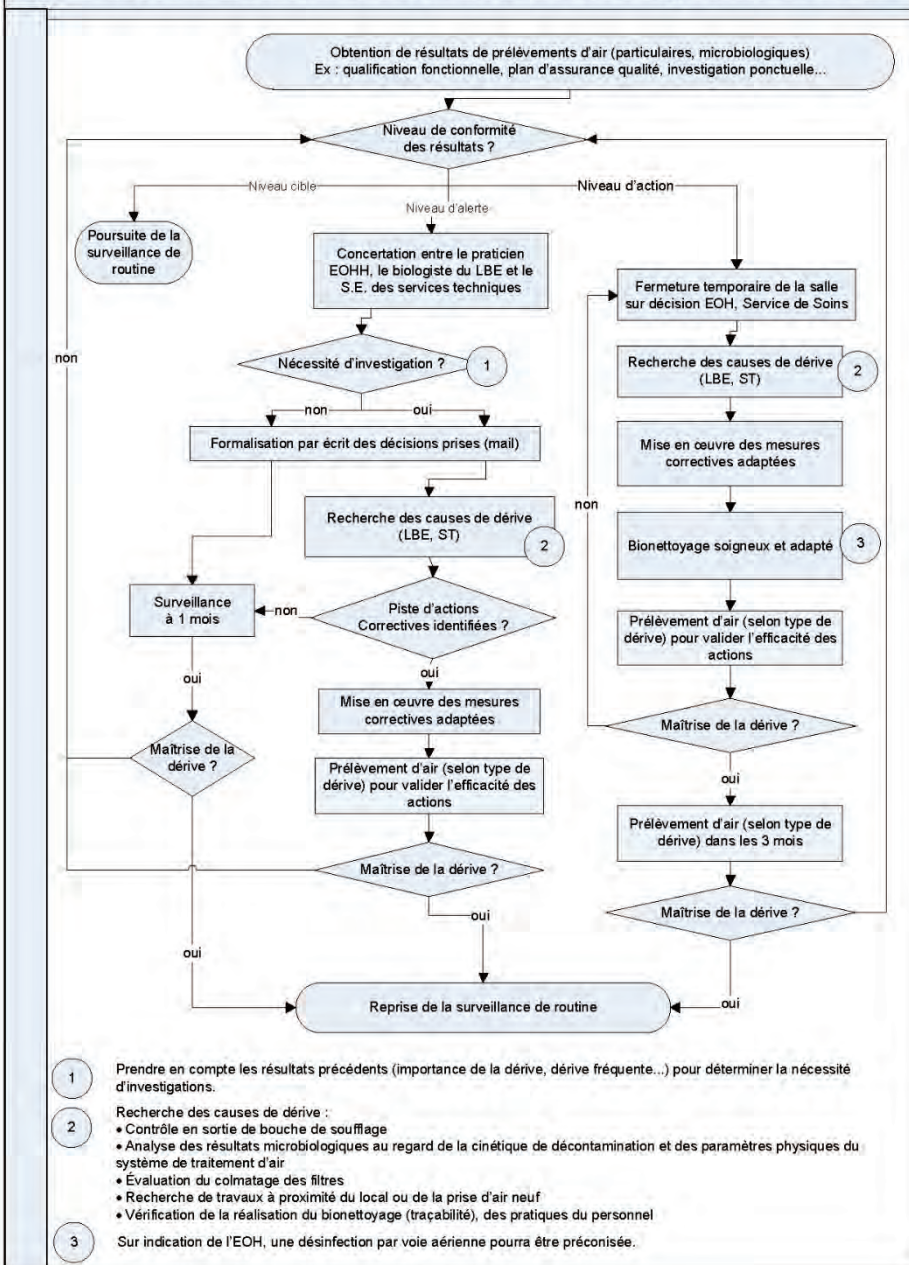 Obtention de résultats de prélèvements d'air (particulaires, microbiologiques)
Ex : qualification fonctionnelle, plan d'assurance qualité, investigation ponctuelle...
Niveau de conformité
des résultats ?
Niveau cible
Niveau d'alerte
Niveau d'action
Poursuite de la
surveillance de
routine
Concertation entre le praticien
EOHH, le biologiste du LBE et le
S.E. des services techniques
Nécessité d'investigation ?
1
non
oui
Formalisation par écrit des décisions prises (mail)
Recherche des causes de dérive
(LBE, ST)
2
Surveillance
à 1 mois
non
Piste d'actions
Correctives identifiées ?
oui
oui
Mise en œuvre des mesures
correctives adaptées
Maîtrise de la
dérive ?
non
Prélèvement d'air (selon type de
dérive) pour valider l'efficacité des
actions
Maîtrise de la dérive ?
oui
oui
Fermeture temporaire de la salle
sur décision EOH, Service de Soins
Recherche des causes de dérive
(LBE, ST)
2
Mise en œuvre des mesures
correctives adaptées
non
Bionettoyage soigneux et adapté
3
Prélèvement d'air (selon type de
dérive) pour valider l'efficacité des
actions
Maîtrise de la dérive ?
oui
Prélèvement d'air (selon type de
dérive) dans les 3 mois
Maîtrise de la dérive ?
oui
Reprise de la surveillance de routine
1
Prendre en compte les résultats précédents (importance de la dérive, dérive fréquente...) pour déterminer la nécessité
d'investigations.
2
Recherche des causes de dérive :
• Contrôle en sortie de bouche de soufflage
• Analyse des résultats microbiologiques au regard de la cinétique de décontamination et des paramètres physiques du
système de traitement d'air
• Évaluation du colmatage des filtres
• Recherche de travaux à proximité du local ou de la prise d'air neuf
• Vérification de la réalisation du bionettoyage (traçabilité), des pratiques du personnel
3
Sur indication de l'EOH, une désinfection par voie aérienne pourra être préconisée.